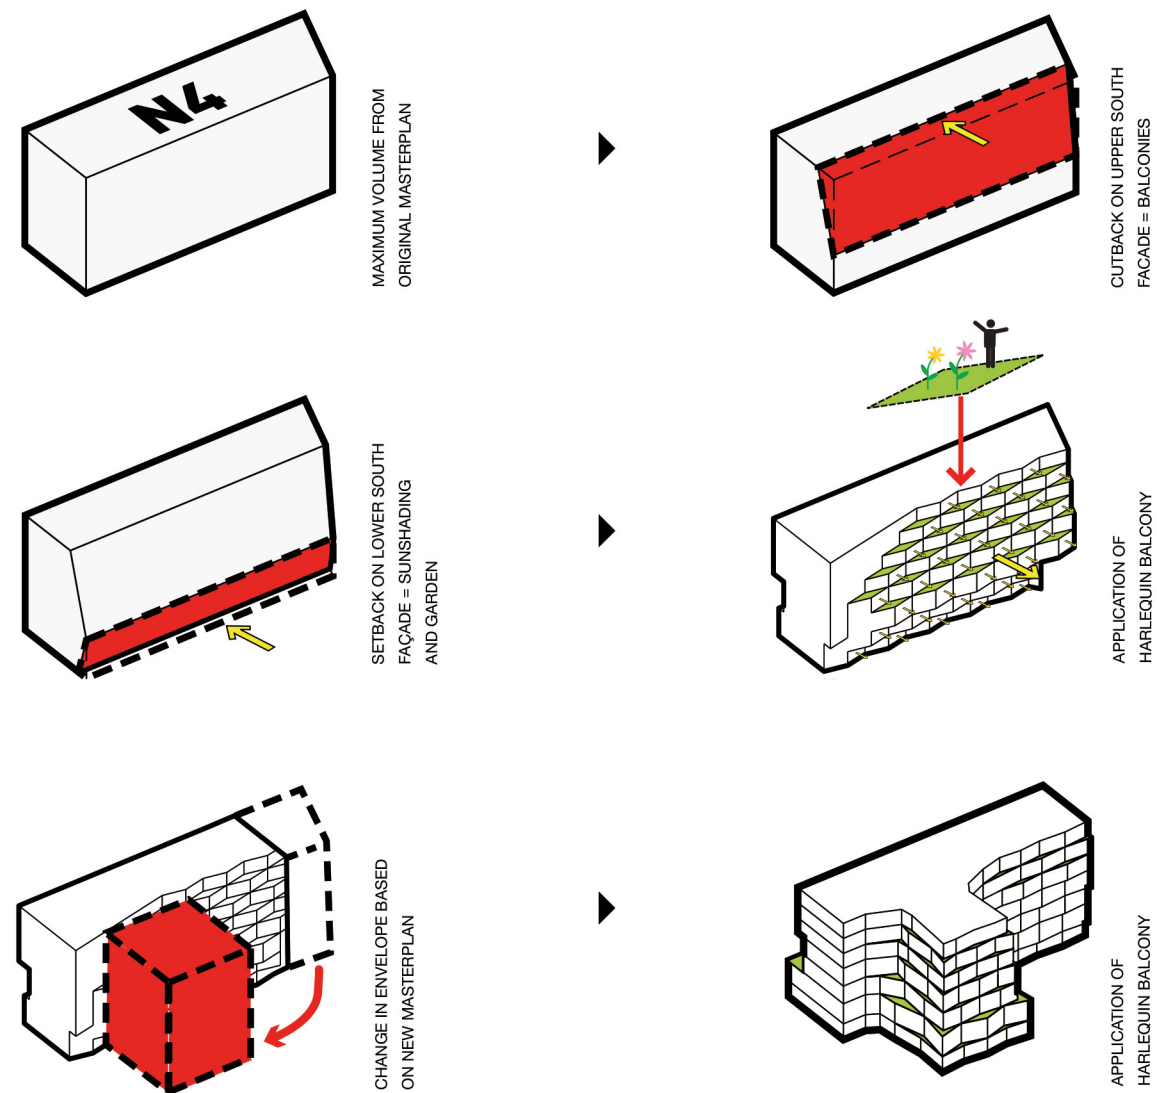 N4
MAXIMUM VOLUME FROM
ORIGINAL MASTERPLAN
CUTBACK ON UPPER SOUTH
FACADE = BALCONIES
SETBACK ON LOWER SOUTH
FAÇADE = SUNSHADING
AND GARDEN
APPLICATION OF
HARLEQUIN BALCONY
CHANGE IN ENVELOPE BASED
ON NEW MASTERPLAN
APPLICATION OF
HARLEQUIN BALCONY